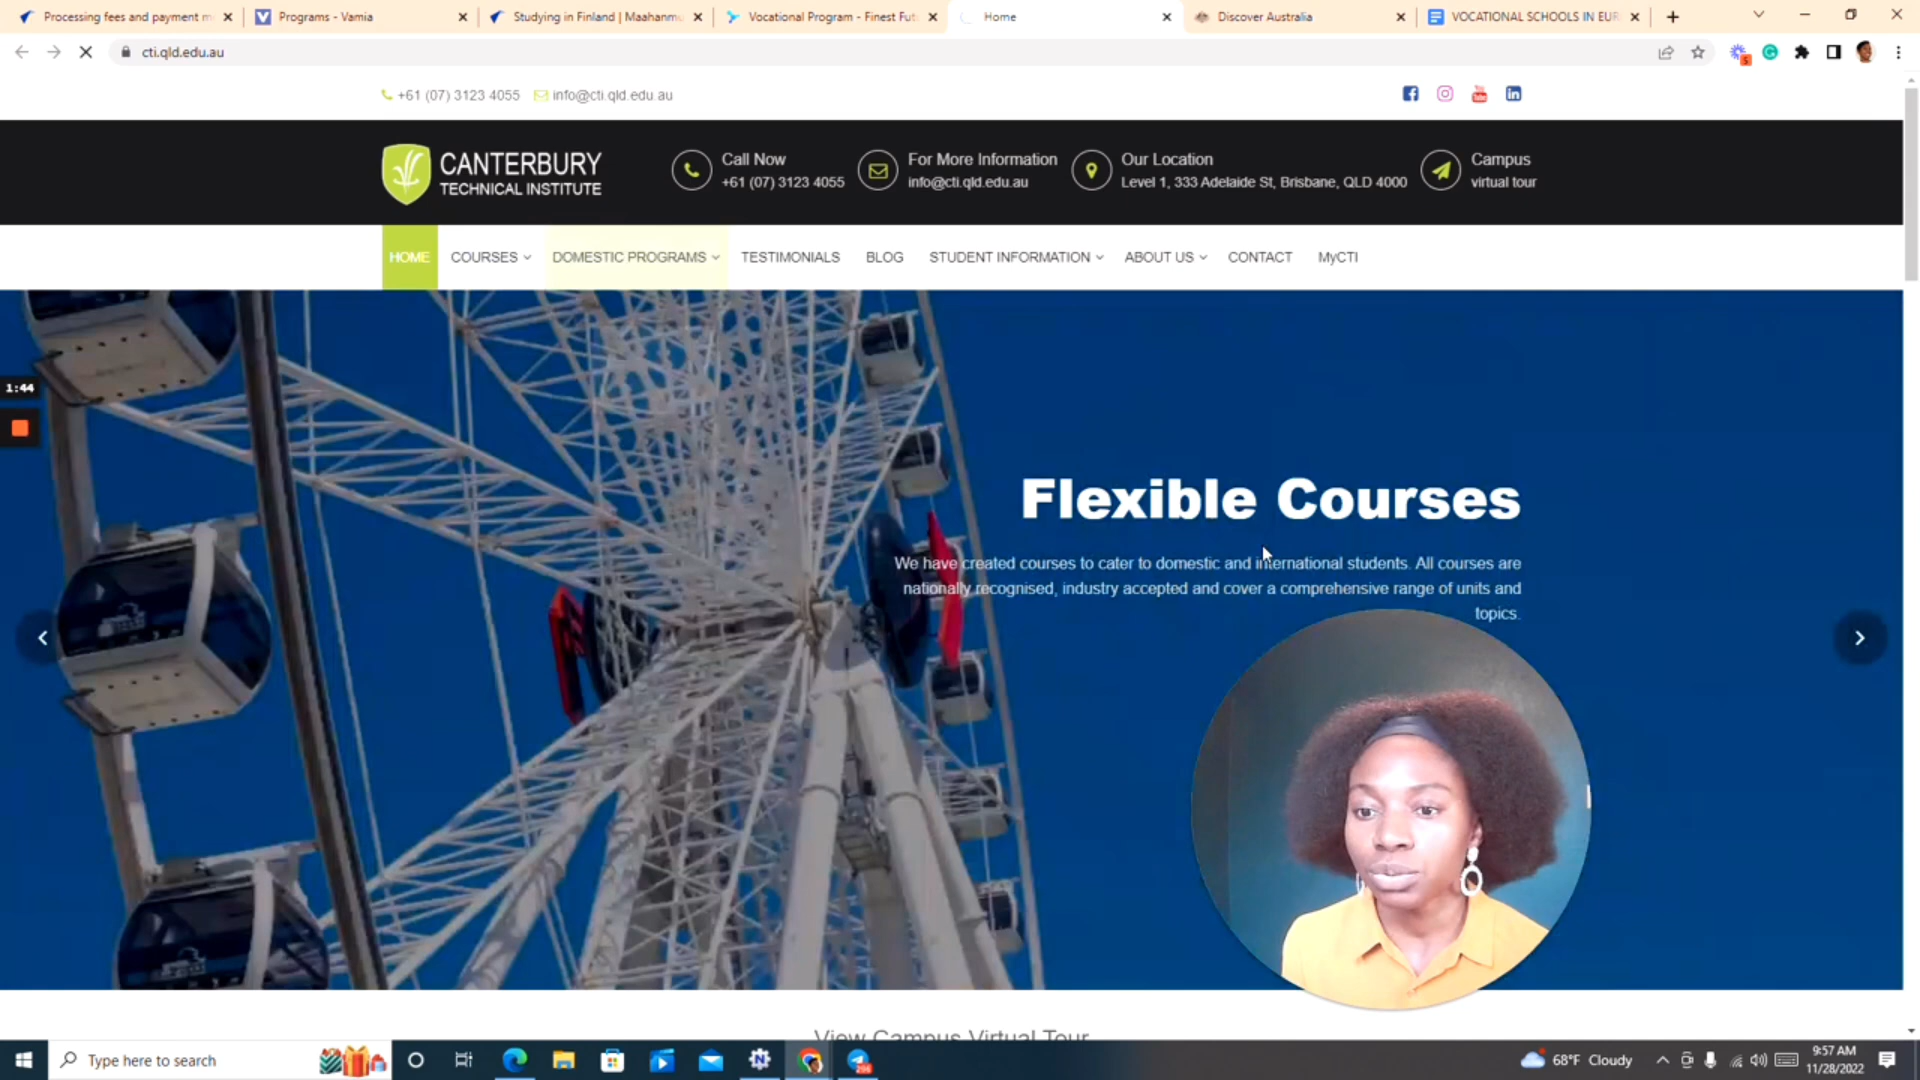 Processing fees and payment m
Programs - Vamia
Studying in Finland | Maahanmu
Vocational Program - Finest Fut
Home
Discover Australia
VOCATIONAL SCHOOLS IN EUR
cti.qld.edu.au
5
+61 (07) 3123 4055
info@cti.qld.edu.au
CANTERBURY
TECHNICAL INSTITUTE
Call Now
+61 (07) 3123 4055
For More Information
info@cti.qld.edu.au
Our Location
Level 1, 333 Adelaide St, Brisbane, QLD 4000
Campus
virtual tour
HOME
COURSES
DOMESTIC PROGRAMS
TESTIMONIALS
BLOG
STUDENT INFORMATION
ABOUT US
CONTACT
MyCTI
1:44
Flexible Courses
We have created courses to cater to domestic and international students. All courses are
nationally recognised, industry accepted and cover a comprehensive range of units and
topics.
View Campus Virtual Tour
Type here to search
68°F Cloudy
9:57 AM
11/28/2022